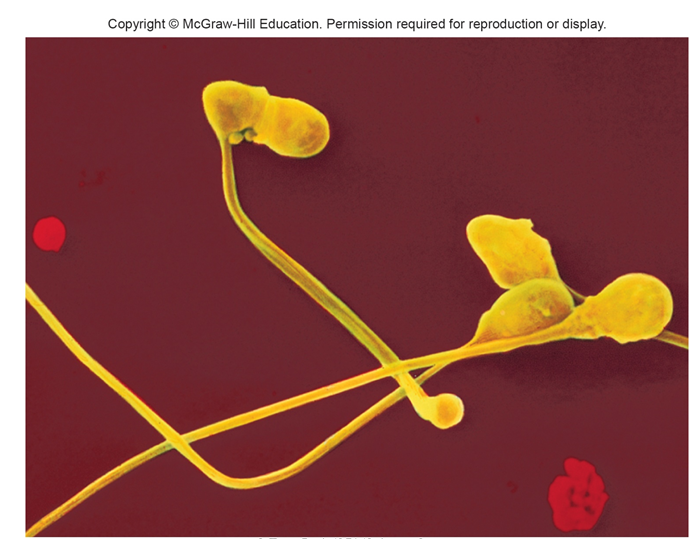 Copyright © McGraw-Hill Education. Permission required for reproduction or display.